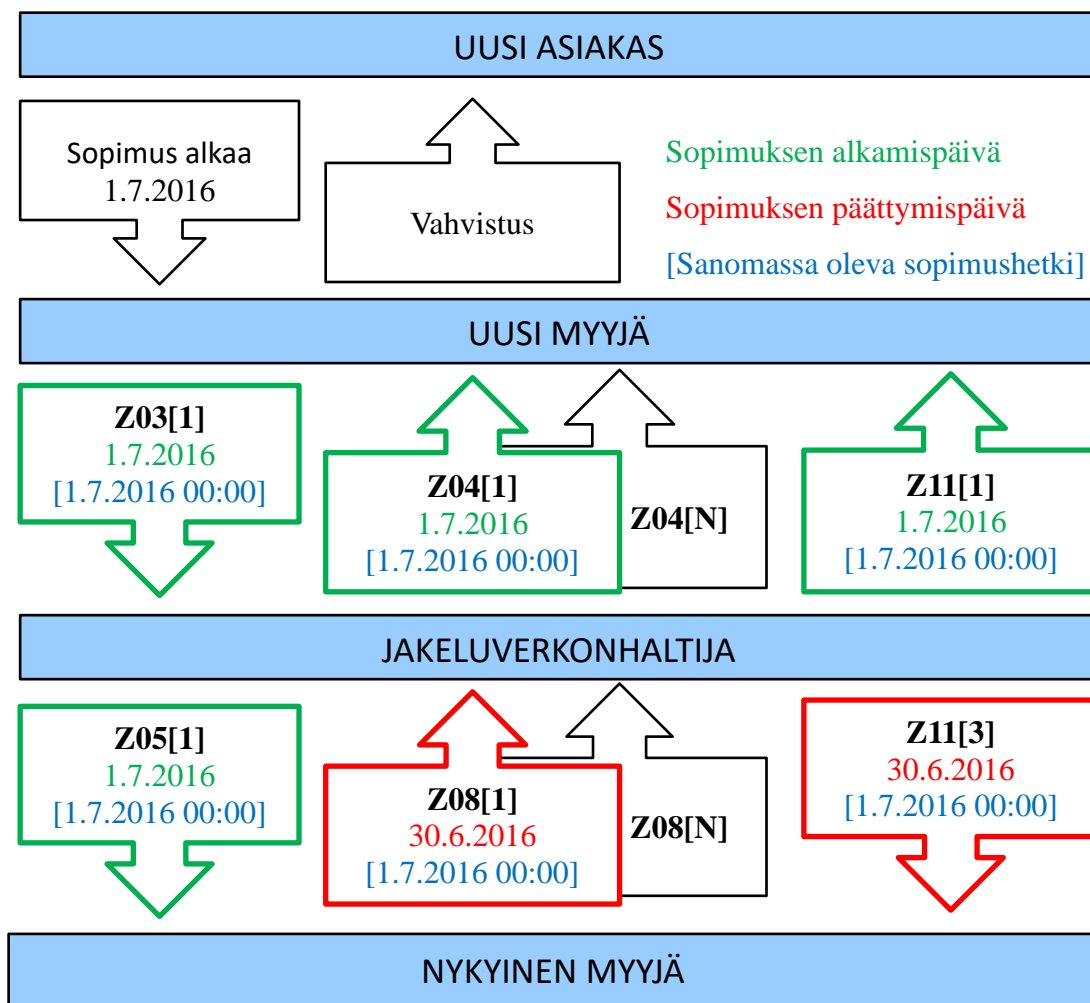 UUSI ASIAKAS
Sopimus alkaa
1.7.2016
Vahvistus
Sopimuksen alkamispäivä
Sopimuksen päättymispäivä
[Sanomassa oleva sopimushetki]
UUSI MYYJÄ
Z03[1]
1.7.2016
[1.7.2016 00:00]
Z04[1]
1.7.2016
[1.7.2016 00:00]
Z04[N]
Z11[1]
1.7.2016
[1.7.2016 00:00]
JAKELUVERKONHALTIJA
Z05[1]
1.7.2016
[1.7.2016 00:00]
Z08[1]
30.6.2016
[1.7.2016 00:00]
Z08[N]
Z11[3]
30.6.2016
[1.7.2016 00:00]
NYKYINEN MYYJÄ